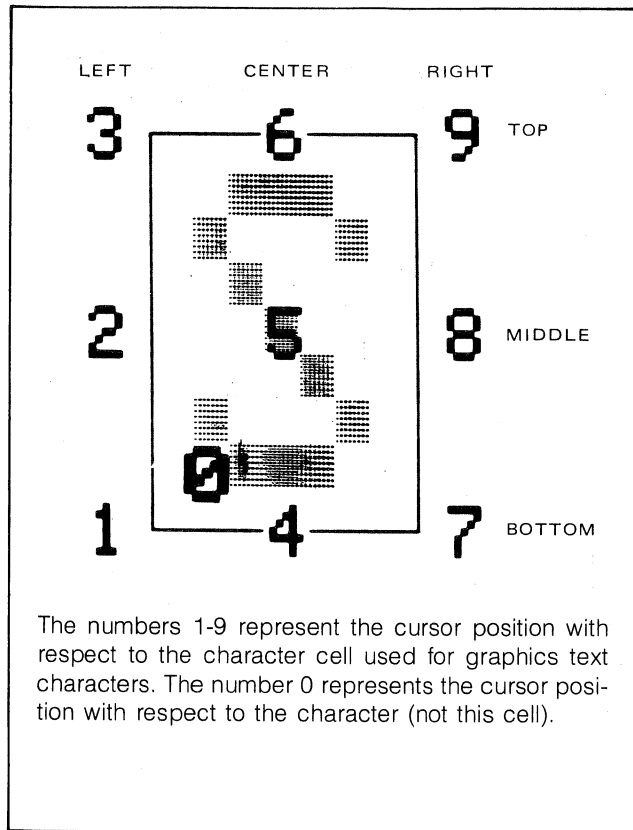 LEFT CENTER RIGHT
3 6 9 TOP
2 5 8 MIDDLE
0
1 4 7 BOTTOM
The numbers 1-9 represent the cursor position with
respect to the character cell used for graphics text
characters. The number 0 represents the cursor posi-
tion with respect to the character (not this cell).